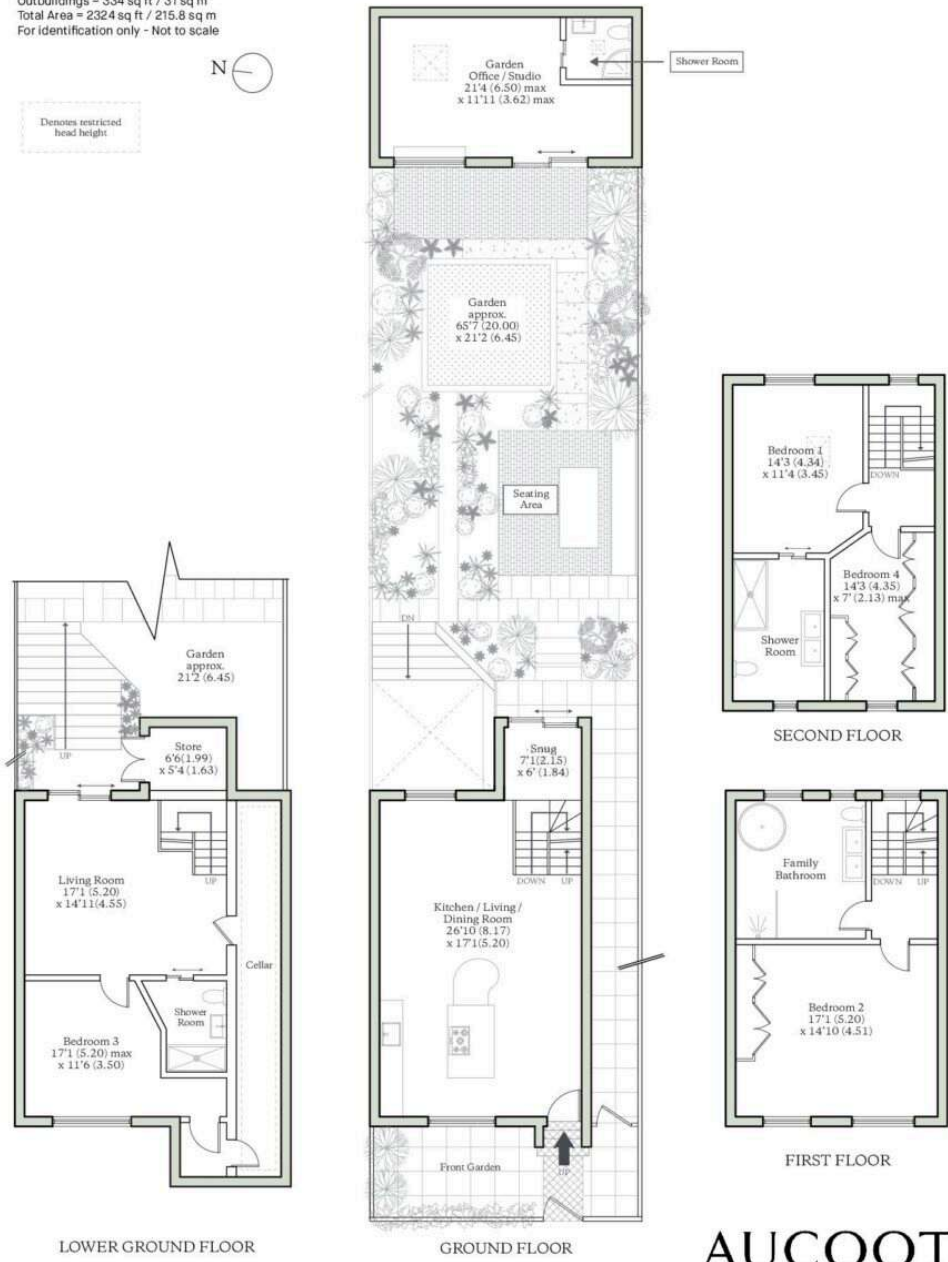 Outbuildings = 334 sq ft / 31 sq m
Total Area = 2324 sq ft / 215.8 sq m
For identification only - Not to scale
N
Denotes restricted
head height
Garden
Office / Studio
21'4 (6.50) max
x 11'11 (3.62) max
Shower Room
Garden
approx.
65'7 (20.00)
x 21'2 (6.45)
Seating
Area
DN
Snug
7'1(2.15)
x 6' (1.84)
DOWN
UP
Kitchen / Living /
Dining Room
26'10 (8.17)
x 17'1(5.20)
Front Garden
UP
GROUND FLOOR
Garden
approx.
21'2 (6.45)
UP
Store
6'6(1.99)
x 5'4 (1.63)
Living Room
17'1 (5.20)
x 14'11(4.55)
UP
Cellar
Shower
Room
Bedroom 3
17'1 (5.20) max
x 11'6 (3.50)
LOWER GROUND FLOOR
Bedroom 1
14'3 (4.34)
x 11'4 (3.45)
DOWN
Bedroom 4
14'3 (4.35)
x 7' (2.13) max
Shower
Room
SECOND FLOOR
Family
Bathroom
DOWN
UP
Bedroom 2
17'1 (5.20)
x 14'10 (4.51)
FIRST FLOOR
AUCOOT